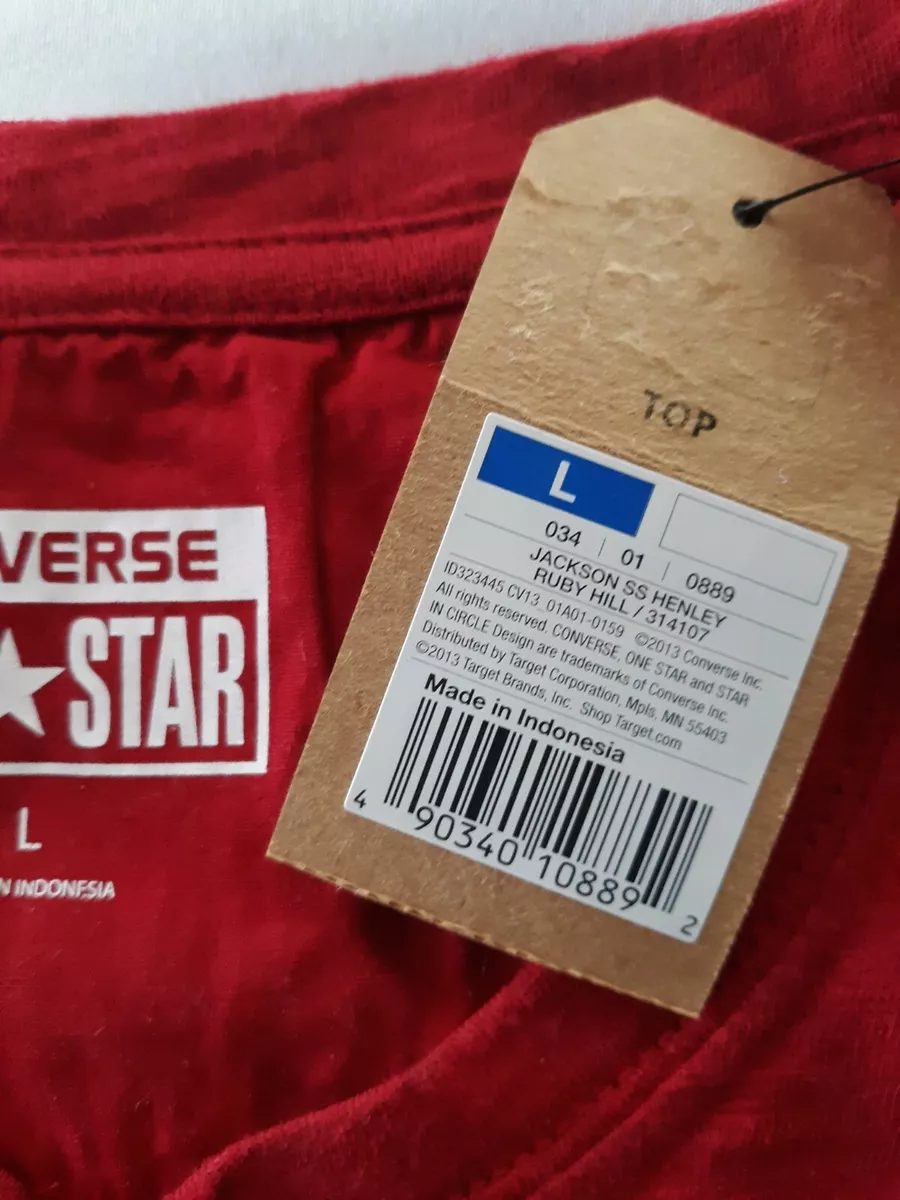 VERSE
★STAR
L
N INDONESIA
TOP
L
034 | 01 | 0889
JACKSON SS HENLEY
RUBY HILL / 314107
ID323445 CV13_01A01-0159 ©2013 Converse Inc.
All rights reserved. CONVERSE, ONE STAR and STAR
IN CIRCLE Design are trademarks of Converse Inc.
Distributed by Target Corporation, Mpls, MN 55403
©2013 Target Brands, Inc. Shop Target.com
Made in Indonesia
4 90340 10889 2